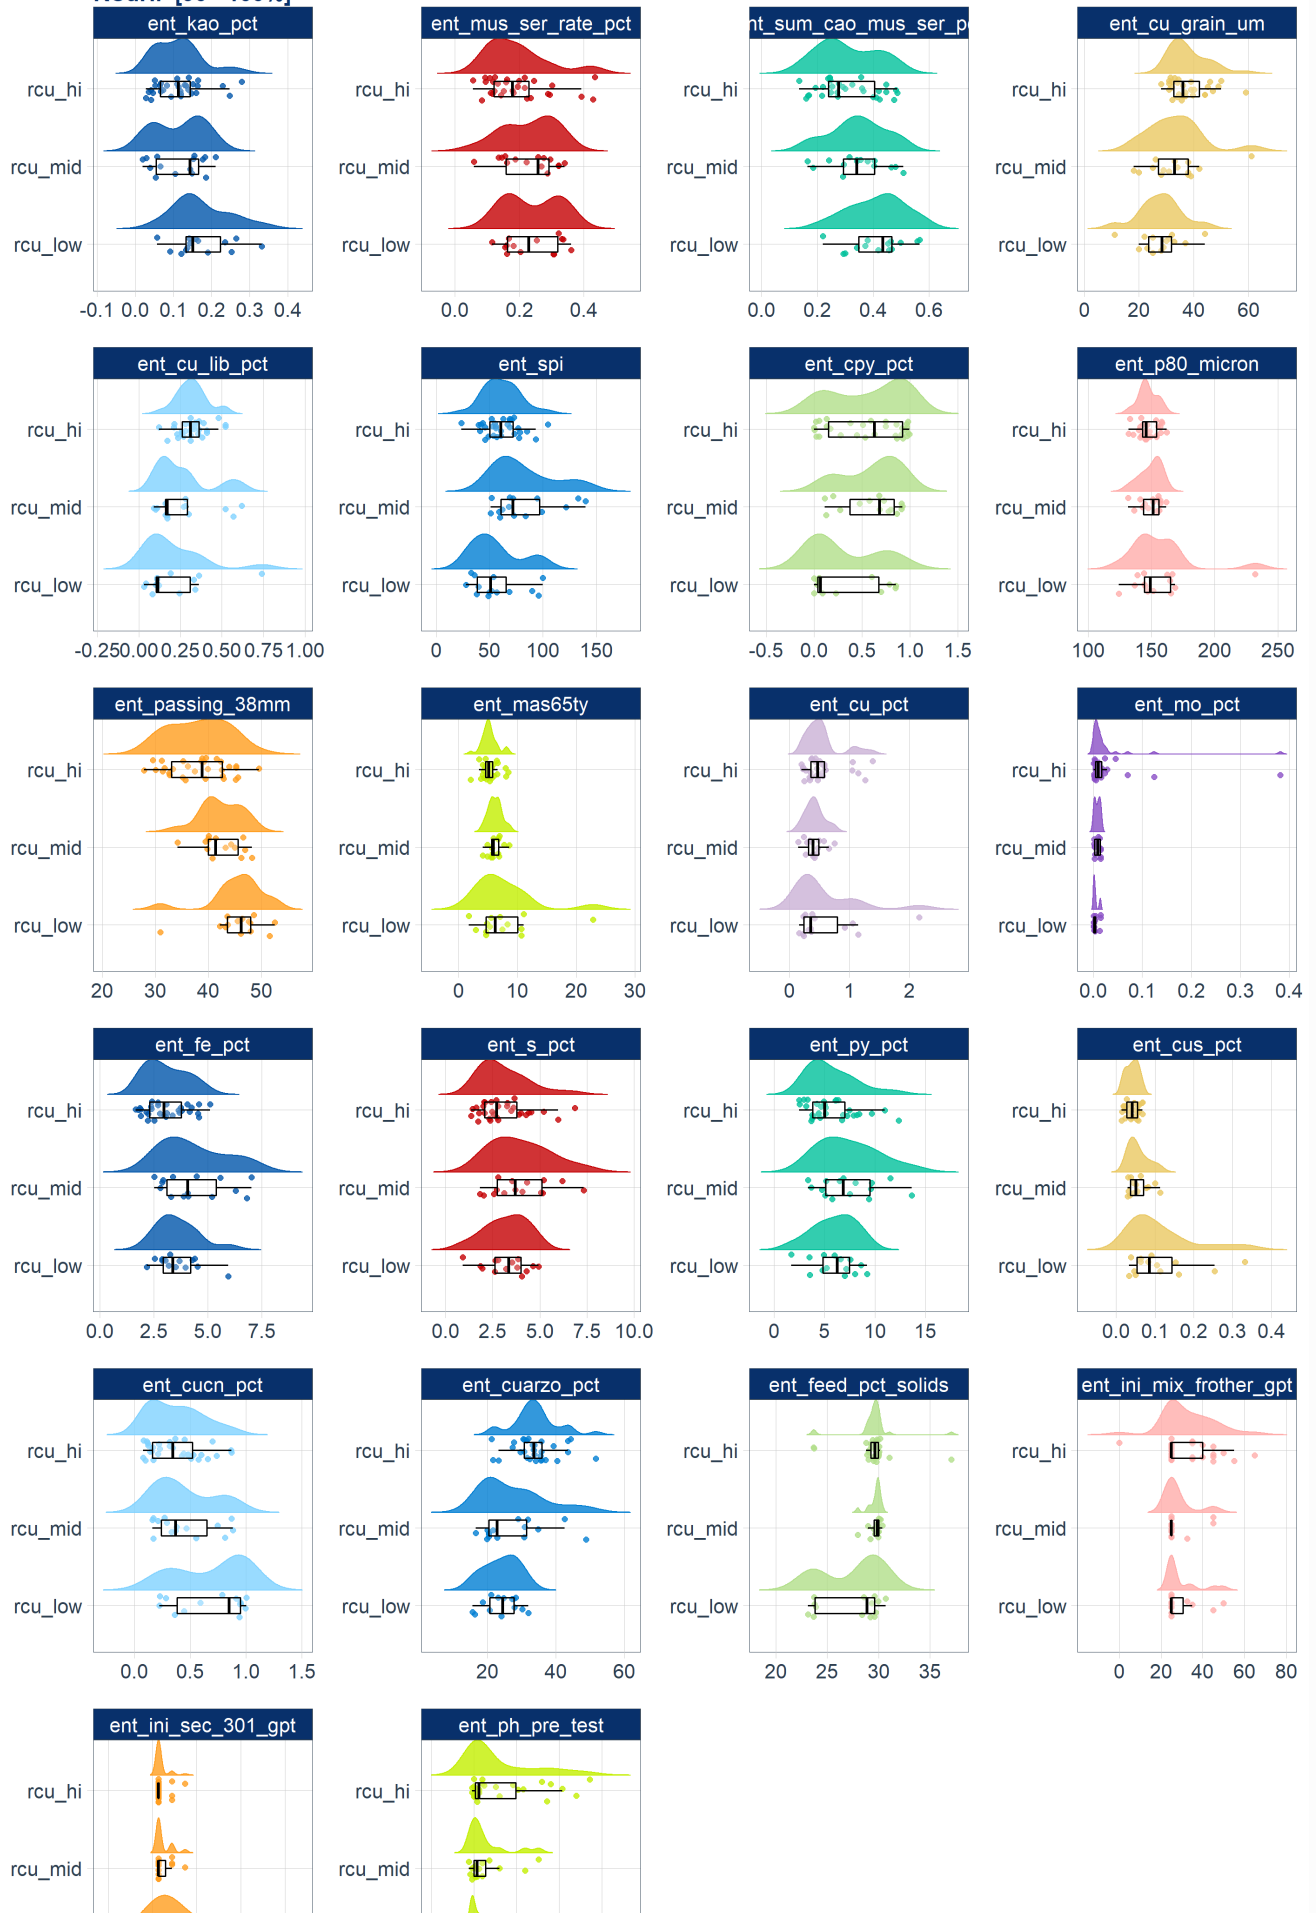 ent_kao_pct ent_mus_ser_rate_pct nt_sum_cao_mus_ser_p ent_cu_grain_um
rcu_hi rcu_hi rcu_hi rcu_hi
rcu_mid rcu_mid rcu_mid rcu_mid
rcu_low rcu_low rcu_low rcu_low
-0.1 0.0 0.1 0.2 0.3 0.4 0.0 0.2 0.4 0.0 0.2 0.4 0.6 0 20 40 60
ent_cu_lib_pct ent_spi ent_cpy_pct ent_p80_micron
rcu_hi rcu_hi rcu_hi rcu_hi
rcu_mid rcu_mid rcu_mid rcu_mid
rcu_low rcu_low rcu_low rcu_low
-0.25 0.00 0.25 0.50 0.75 1.00 0 50 100 150 -0.5 0.0 0.5 1.0 1.5 100 150 200 250
ent_passing_38mm ent_mas65ty ent_cu_pct ent_mo_pct
rcu_hi rcu_hi rcu_hi rcu_hi
rcu_mid rcu_mid rcu_mid rcu_mid
rcu_low rcu_low rcu_low rcu_low
20 30 40 50 0 10 20 30 0 1 2 0.0 0.1 0.2 0.3 0.4
ent_fe_pct ent_s_pct ent_py_pct ent_cus_pct
rcu_hi rcu_hi rcu_hi rcu_hi
rcu_mid rcu_mid rcu_mid rcu_mid
rcu_low rcu_low rcu_low rcu_low
0.0 2.5 5.0 7.5 0.0 2.5 5.0 7.5 10.0 0 5 10 15 0.0 0.1 0.2 0.3 0.4
ent_cucn_pct ent_cuarzo_pct ent_feed_pct_solids ent_ini_mix_frother_gpt
rcu_hi rcu_hi rcu_hi rcu_hi
rcu_mid rcu_mid rcu_mid rcu_mid
rcu_low rcu_low rcu_low rcu_low
0.0 0.5 1.0 1.5 20 40 60 20 25 30 35 0 20 40 60 80
ent_ini_sec_301_gpt ent_ph_pre_test
rcu_hi rcu_hi
rcu_mid rcu_mid